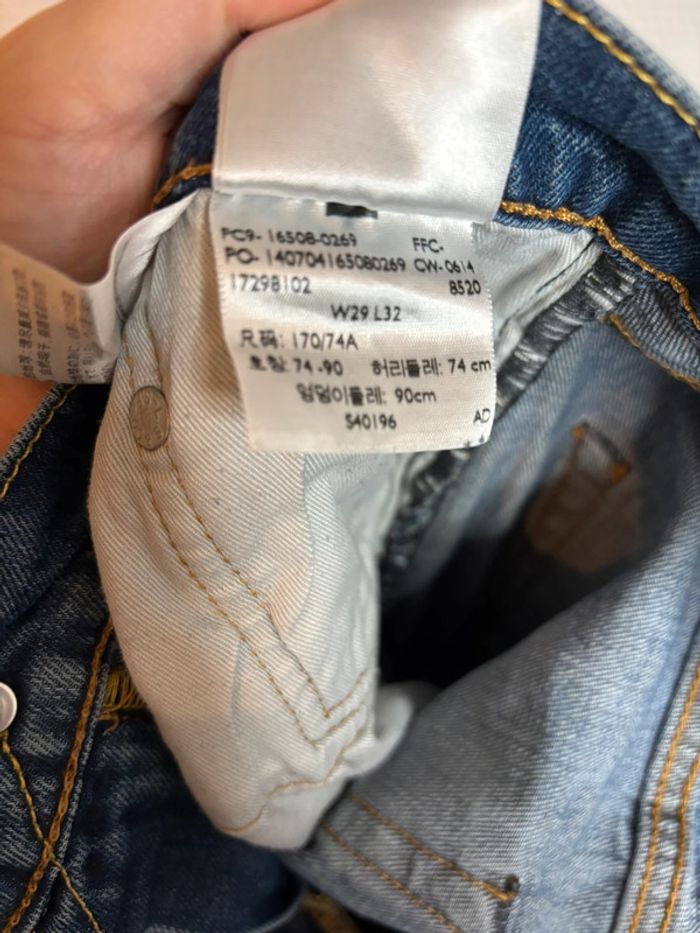 PC9- 16508-0269 FFC-
PO- 140704165080269 CW-0614
17298102 8520
W29 L32
尺碼: 170/74A
호칭: 74-90 허리둘레: 74 cm
엉덩이둘레: 90cm
S40196 AD